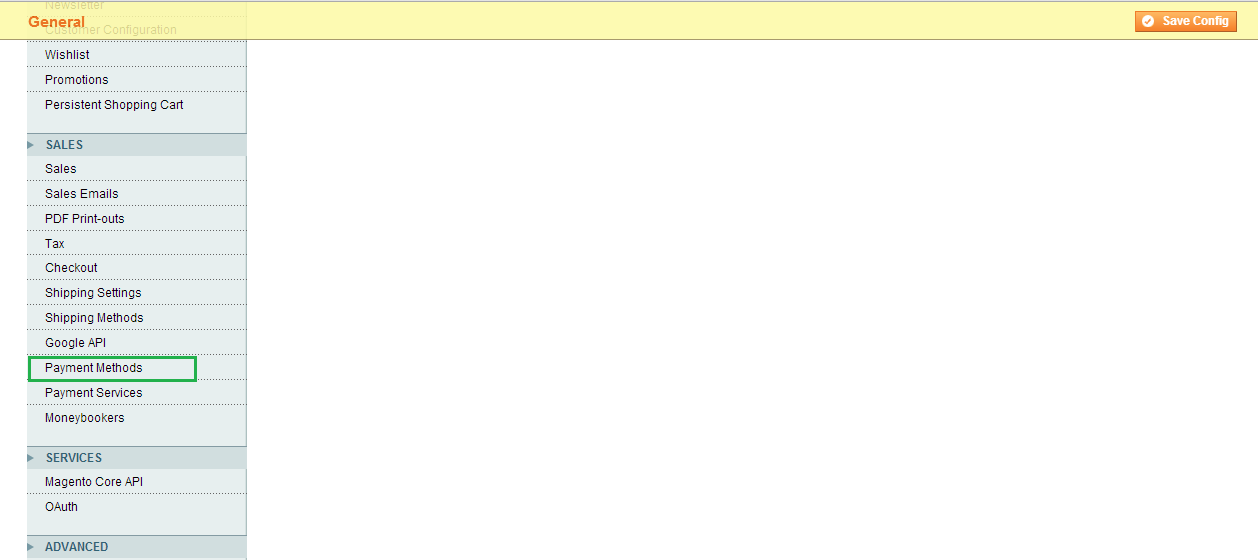 Newsletter
General
Save Config
Customer Configuration
Wishlist
Promotions
Persistent Shopping Cart
SALES
Sales
Sales Emails
PDF Print-outs
Tax
Checkout
Shipping Settings
Shipping Methods
Google API
Payment Methods
Payment Services
Moneybookers
SERVICES
Magento Core API
OAuth
ADVANCED